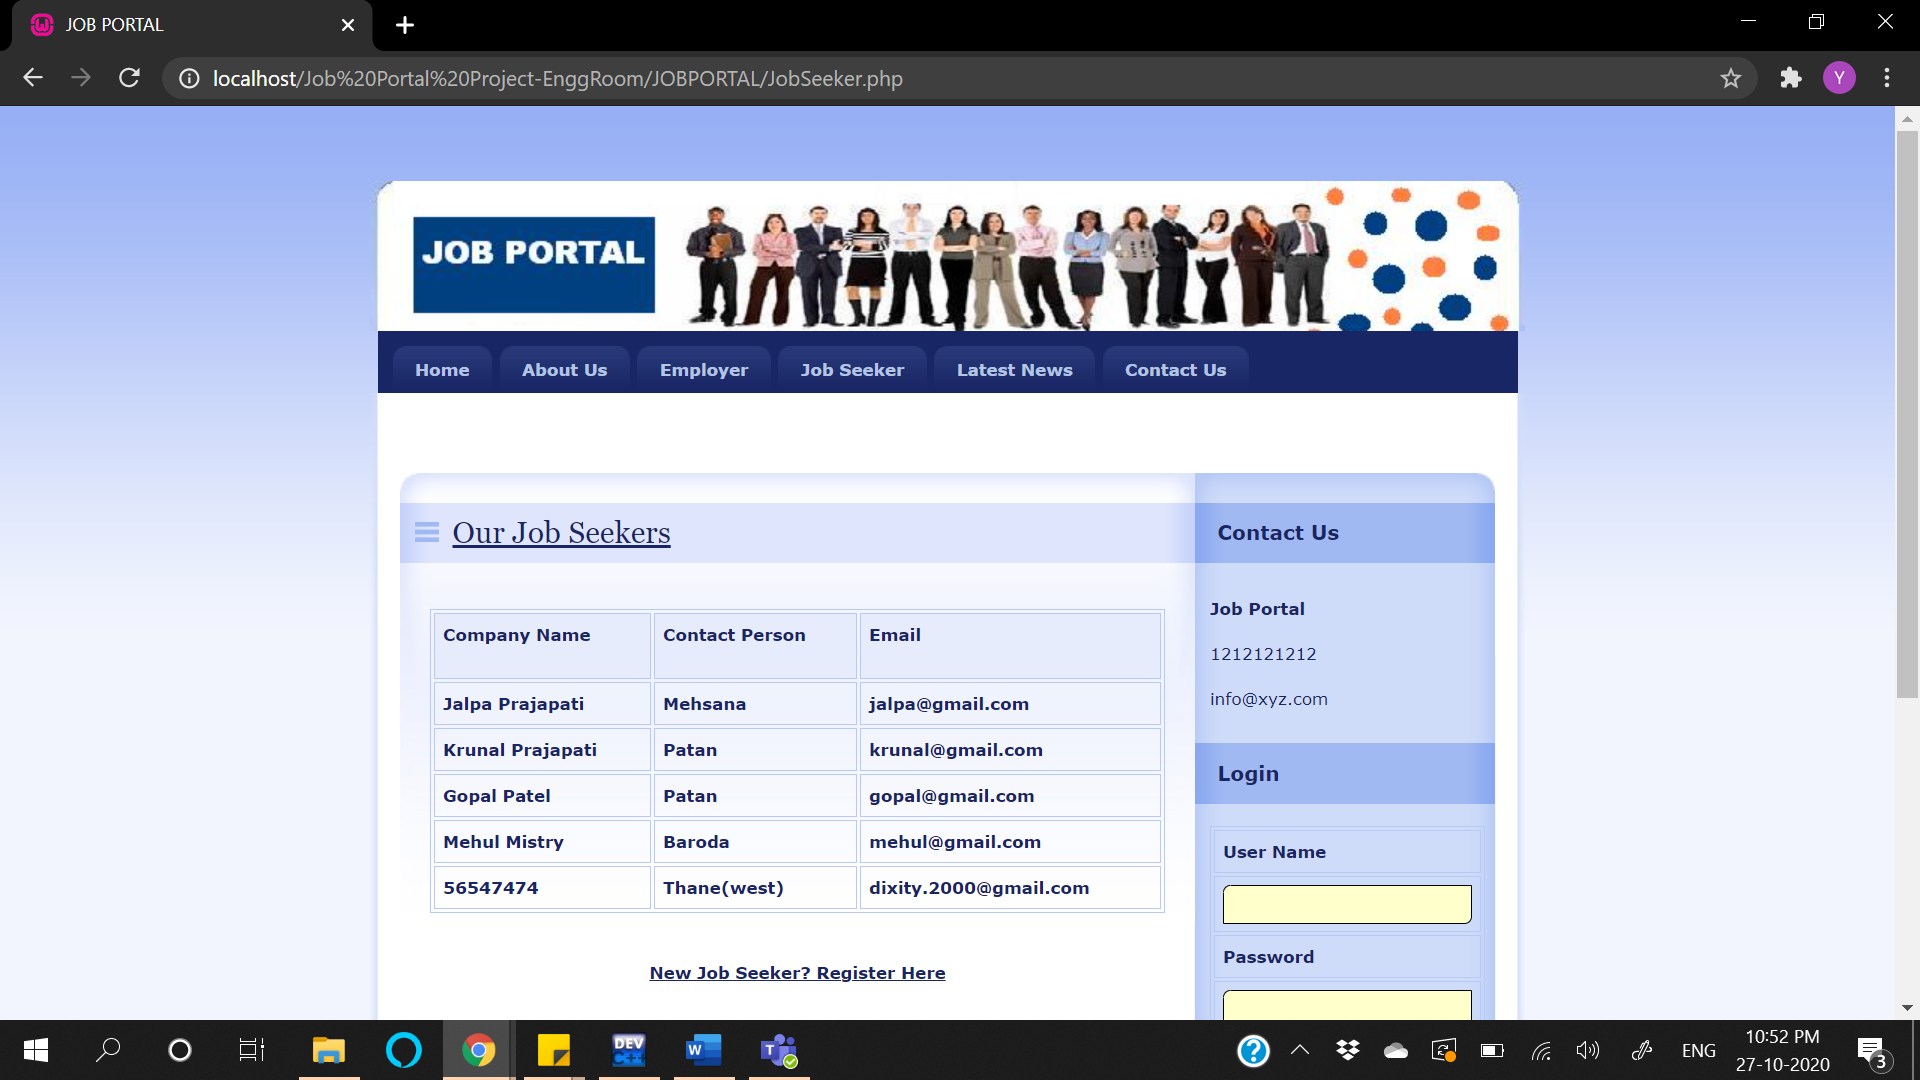 JOB PORTAL
localhost/Job%20Portal%20Project-EnggRoom/JOBPORTAL/JobSeeker.php
Y
JOB PORTAL
Home About Us Employer Job Seeker Latest News Contact Us
Our Job Seekers
Company Name Contact Person Email
Jalpa Prajapati Mehsana jalpa@gmail.com
Krunal Prajapati Patan krunal@gmail.com
Gopal Patel Patan gopal@gmail.com
Mehul Mistry Baroda mehul@gmail.com
56547474 Thane(west) dixity.2000@gmail.com
New Job Seeker? Register Here
Contact Us
Job Portal
1212121212
info@xyz.com
Login
User Name
Password
DEV
C++
W
T
?
ENG
10:52 PM
27-10-2020
3